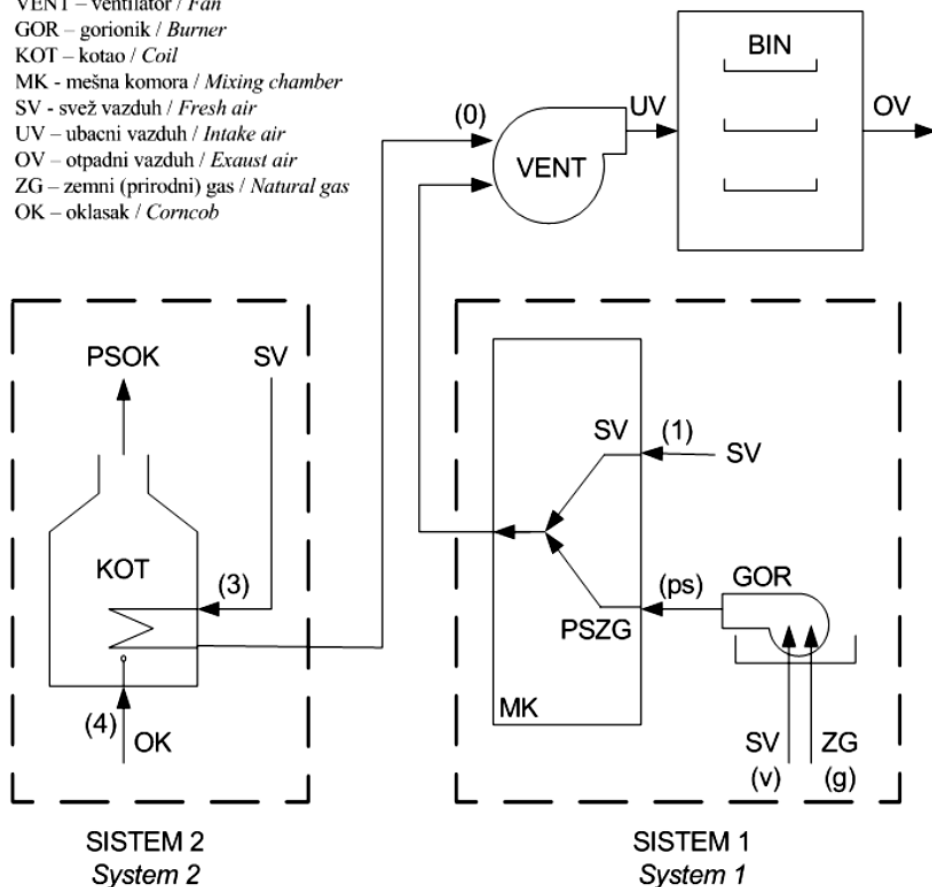 VENT – ventilator / Fan
GOR – gorionik / Burner
KOT – kotao / Coil
MK - mešna komora / Mixing chamber
SV - svež vazduh / Fresh air
UV – ubacni vazduh / Intake air
OV – otpadni vazduh / Exaust air
ZG – zemni (prirodni) gas / Natural gas
OK – oklasak / Corncob
BIN
(0)
UV
OV
VENT
PSOK
SV
KOT
(3)
(4)
OK
SV
(1)
SV
(ps)
GOR
PSZG
MK
SV
ZG
(v)
(g)
SISTEM 2
System 2
SISTEM 1
System 1